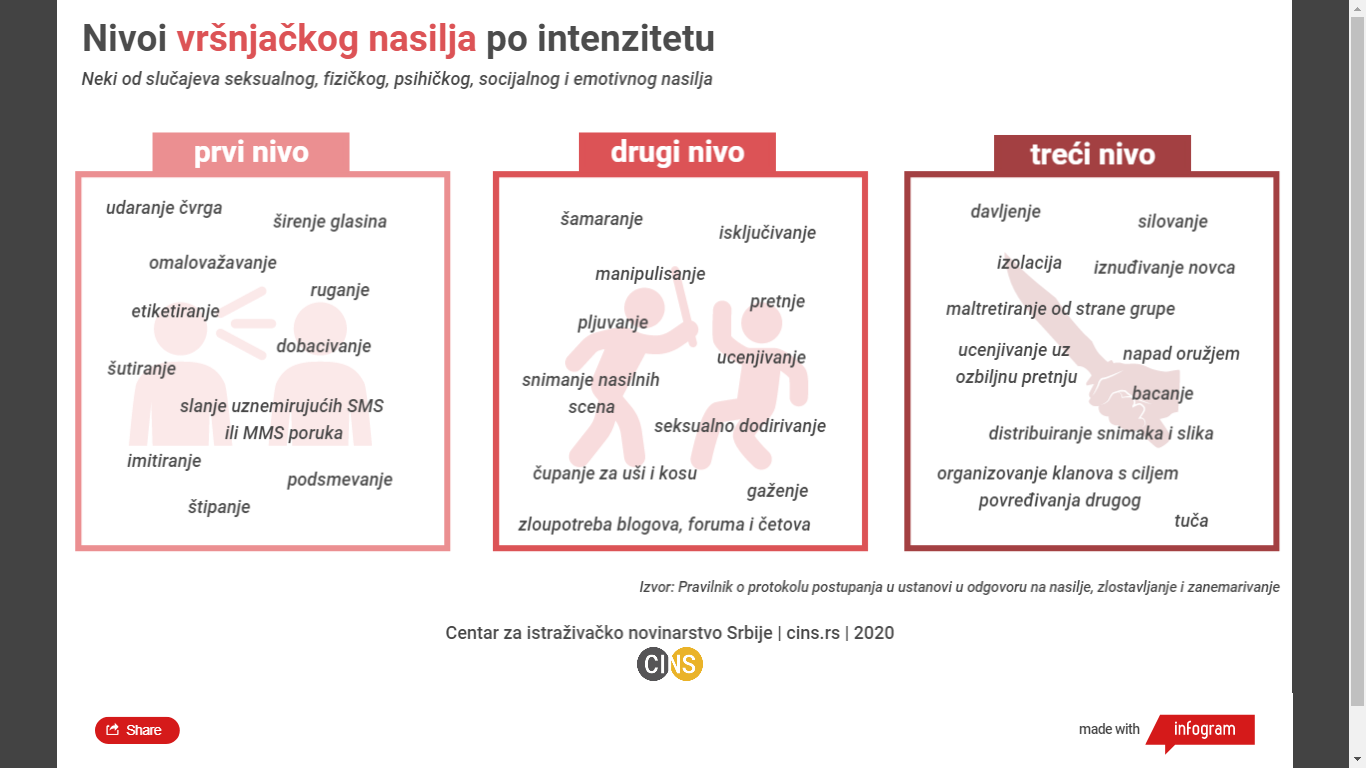 Nivoi vršnjačkog nasilja po intenzitetu
Neki od slučajeva seksualnog, fizičkog, psihičkog, socijalnog i emotivnog nasilja
prvi nivo
udaranje čvrga
širenje glasina
omalovažavanje
ruganje
etiketiranje
dobacivanje
šutiranje
slanje uznemirujućih SMS
ili MMS poruka
imitiranje
podsmevanje
štipanje
drugi nivo
šamaranje
isključivanje
manipulisanje
pretnje
pljuvanje
ucenjivanje
snimanje nasilnih
scena
seksualno dodirivanje
čupanje za uši i kosu
gaženje
zloupotreba blogova, foruma i četova
treći nivo
davljenje
silovanje
izolacija
iznuđivanje novca
maltretiranje od strane grupe
ucenjivanje uz
ozbiljnu pretnju
napad oružjem
bacanje
distribuiranje snimaka i slika
organizovanje klanova s ciljem
povređivanja drugog
tuča
Izvor: Pravilnik o protokolu postupanja u ustanovi u odgovoru na nasilje, zlostavljanje i zanemarivanje
Centar za istraživačko novinarstvo Srbije | cins.rs | 2020
CINS
Share
made with infogram